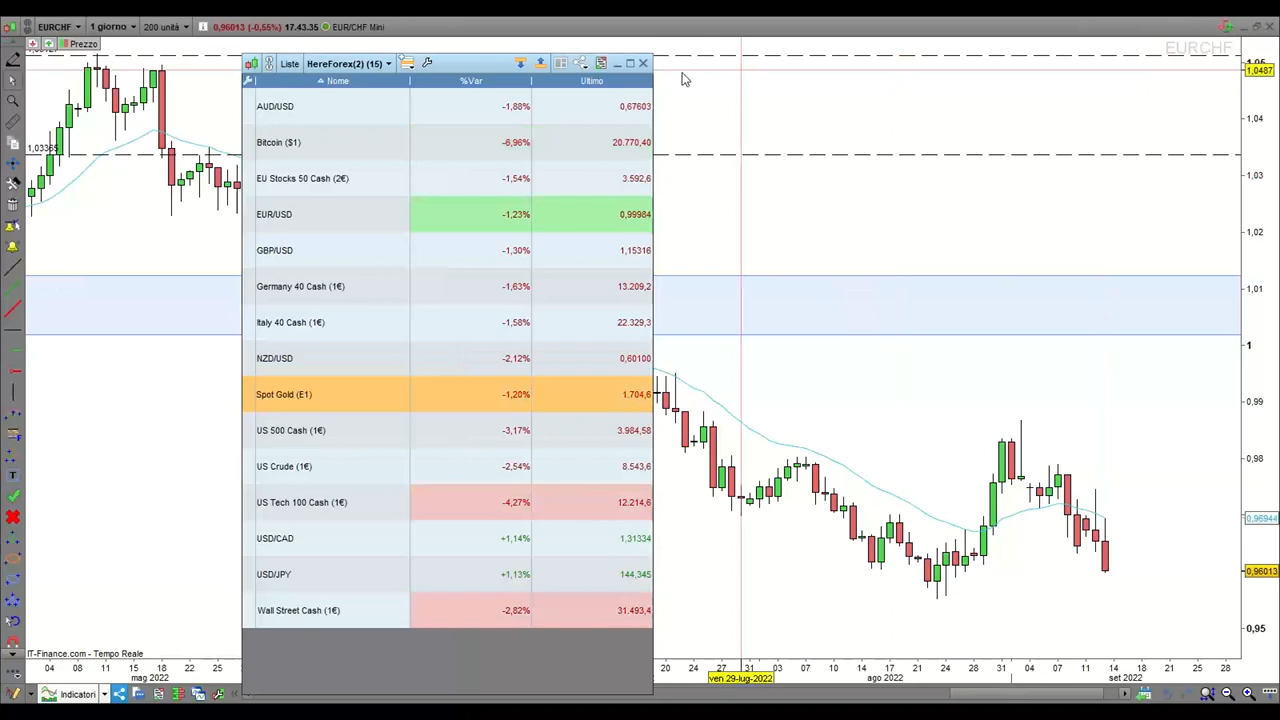 EURCHF
1 giorno
200 unità
0,96013 (-0,55%)
17.43.35
EUR/CHF Mini
Prezzo
EURCHF
Liste
HereForex(2) (15)
Nome %Var Ultimo
AUD/USD -1,88% 0,67603
Bitcoin ($1) -6,96% 20.770,40
EU Stocks 50 Cash (2€) -1,54% 3.592,6
EUR/USD -1,23% 0,99984
GBP/USD -1,30% 1,15316
Germany 40 Cash (1€) -1,63% 13.209,2
Italy 40 Cash (1€) -1,58% 22.329,3
NZD/USD -2,12% 0,60100
Spot Gold (E1) -1,20% 1.704,6
US 500 Cash (1€) -3,17% 3.984,58
US Crude (1€) -2,54% 8.543,6
US Tech 100 Cash (1€) -4,27% 12.214,6
USD/CAD +1,14% 1,31334
USD/JPY +1,13% 144,345
Wall Street Cash (1€) -2,82% 31.493,4
1,03365
1,0487
1,04
1,03
1,02
1,01
1
0,99
0,98
0,96944
0,96013
0,95
IT-Finance.com - Tempo Reale
04 08 11 15 18 22 25 29
20 24 27 31 03 07 10 14 17 21 24 28 31 04 07 11 14 18 21 25 28
mag 2022
ven 29-lug-2022
ago 2022
set 2022
Indicatori